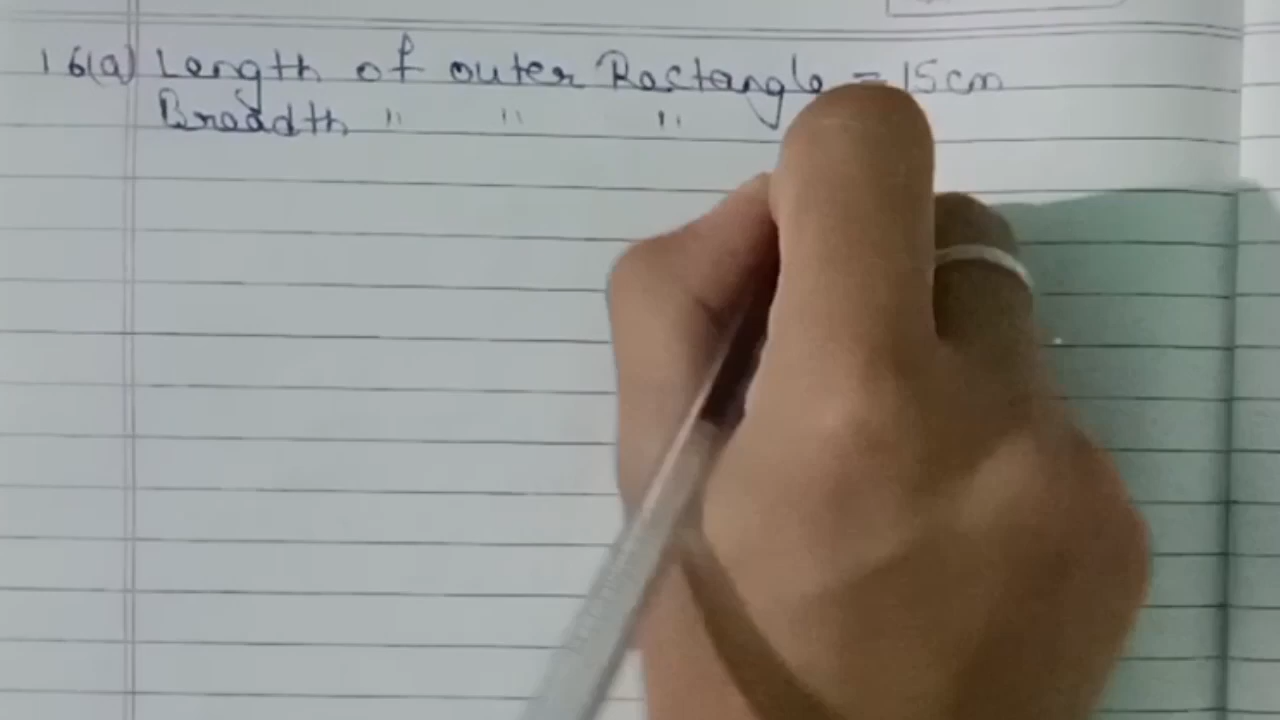 16(a) Length of outer Rectangle = 15cm
Breadth " " "